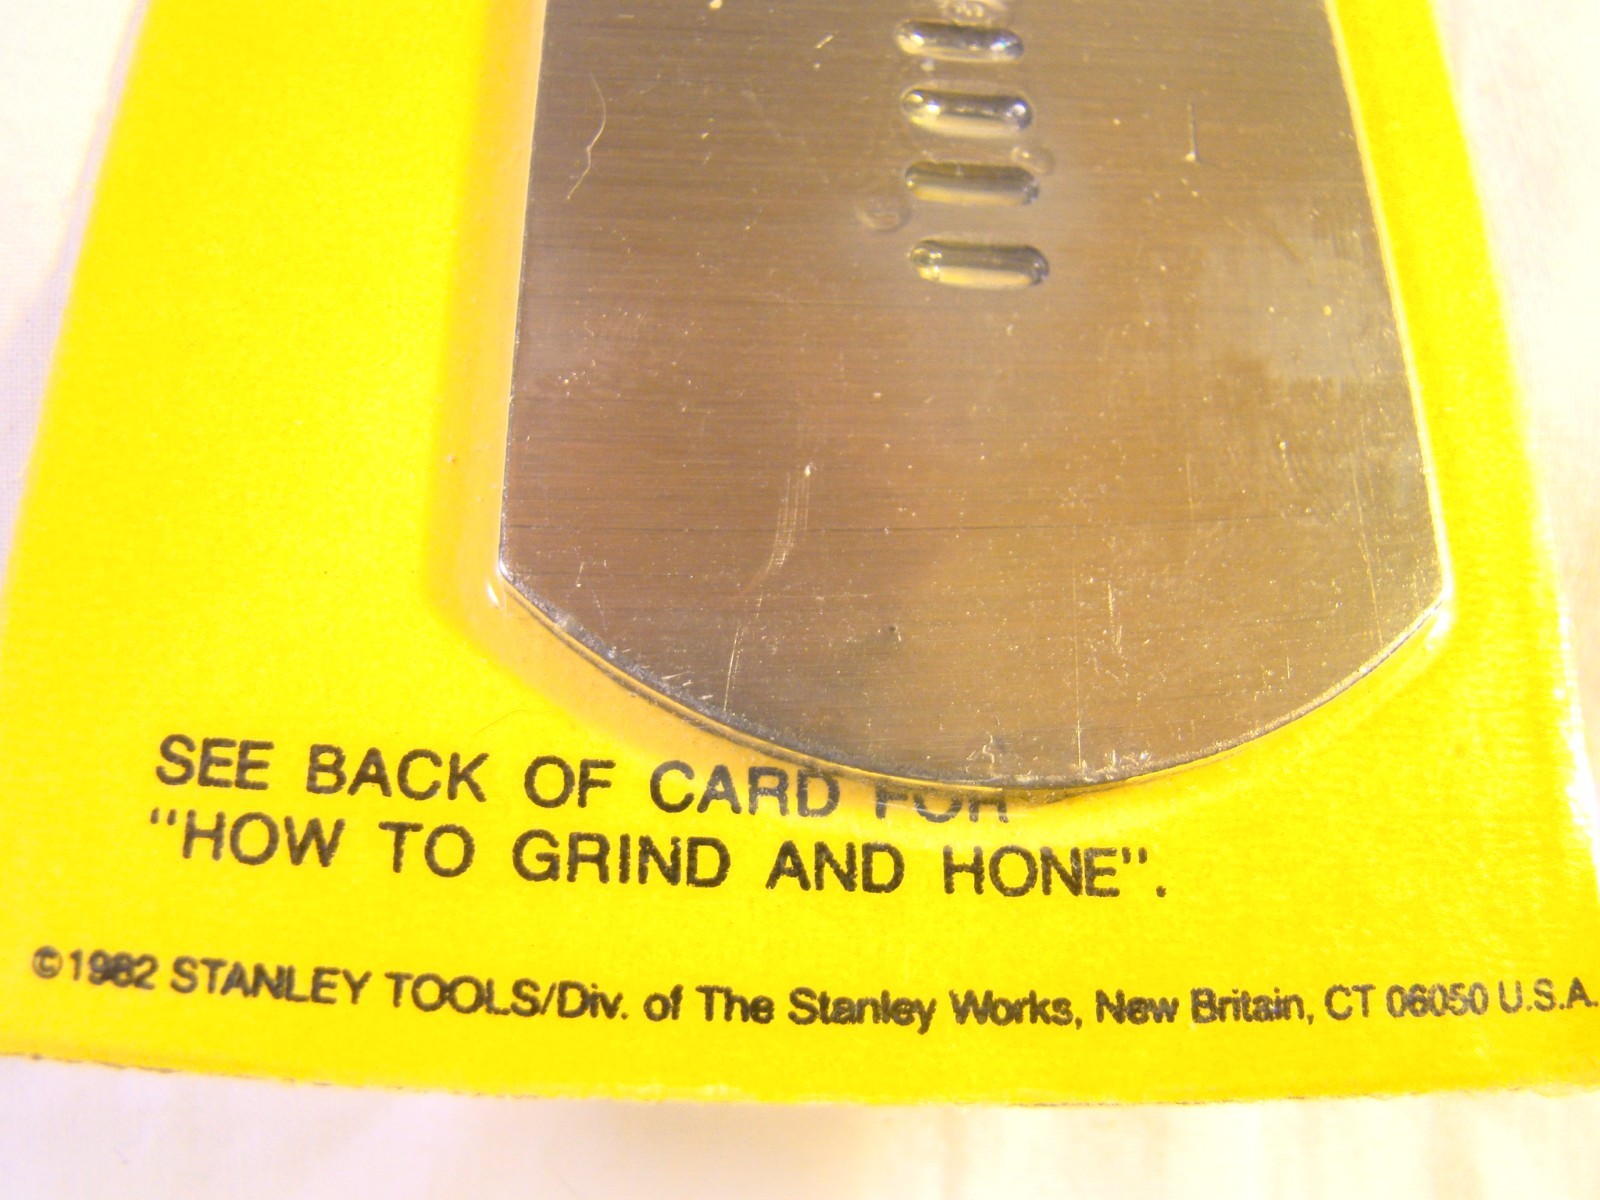 SEE BACK OF CARD FOR
"HOW TO GRIND AND HONE".
©1982 STANLEY TOOLS/Div. of The Stanley Works, New Britain, CT 06050 U.S.A.